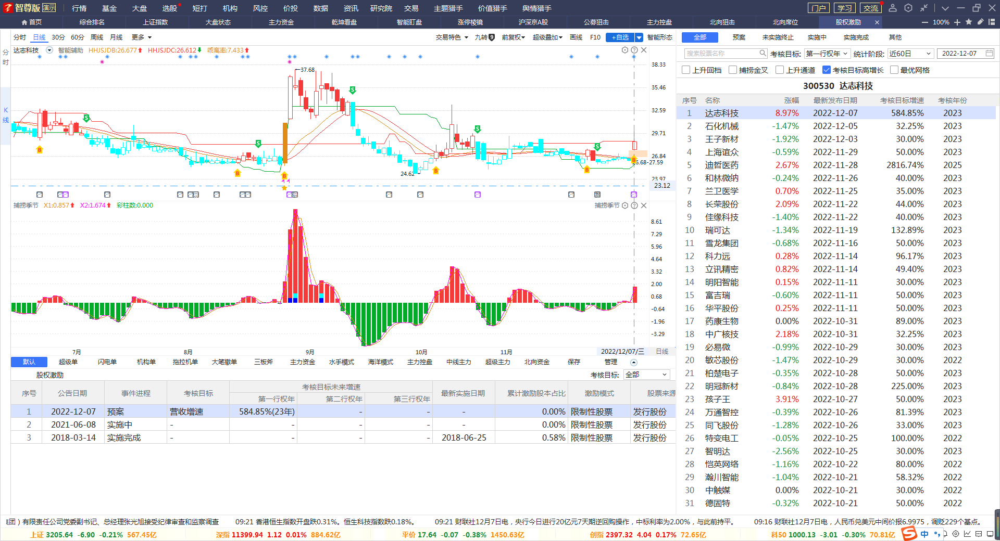 智尊版 演示 行情 基金 大盘 选股 短打 机构 风控 价投 数据 资讯 研究院 交易 主题猎手 价值猎手 舆情猎手 门户 学习 交流
首页 综合排名 上证指数 大盘状态 主力资金 乾坤看盘 智能盯盘 涨停棱镜 沪深京A股 公募狙击 主力控盘 北向狙击 北向席位 股权激励 100%
分时 日线 30分 60分 周线 月线 更多 交易特色 九转 9 前复权 超级叠加 画线 F10 +自选 智能形态
分时
K线
达志科技 智能辅助 HHJSJDB:26.677 HHJSJDC:26.612 乖离率:7.433
38.33
37.68
35.46
32.59
29.71
26.84
26.68-27.59
24.62
23.97
23.12
捕捞季节 X1:0.857 X2:1.674 彩柱数:0.000 捕捞季节
8.61
7.29
5.96
4.64
3.32
2.00
0.68
-0.64
-1.96
-3.29
7月 8月 9月 10月 11月 2022/12/07/三 日线
默认 超级单 闪电单 机构单 拖拉机单 大笔撤单 三板斧 主力资金 水手模式 海洋模式 主力控盘 中线主力 超级主力 北向资金 保存 管理
股权激励 考核目标: 全部
序号 公告日期 事件进程 考核目标 考核目标未来增速 最新实施日期 累计激励股本占比 激励模式 股票来源
第一行权年 第二行权年 第三行权年
1 2022-12-07 预案 营收增速 584.85%(23年) - - - 0.00% 限制性股票 发行股份
2 2021-06-08 实施中 - - - - - 0.00% 限制性股票 发行股份
3 2018-03-14 实施完成 - - - - 2018-06-25 0.58% 限制性股票 发行股份
全部 预案 未实施终止 实施中 实施完成 其他
搜索股票名称 考核目标: 第一行权年 统计阶段: 近60日 2022-12-07
上升回档 捕捞金叉 上升通道 考核目标高增长 最优网格
300530 达志科技
序号 名称 涨幅 最新发布日期 考核目标增速 考核年份
1 达志科技 8.97% 2022-12-07 584.85% 2023
2 石化机械 -1.47% 2022-12-05 32.25% 2023
3 王子新材 -1.92% 2022-12-03 30.00% 2023
4 上海谊众 -0.59% 2022-11-29 50.00% 2023
5 迪哲医药 2.67% 2022-11-28 2816.74% 2025
6 和林微纳 -0.24% 2022-11-26 40.00% 2023
7 兰卫医学 0.70% 2022-11-25 35.00% 2023
8 长荣股份 2.09% 2022-11-22 44.00% 2023
9 佳缘科技 -1.40% 2022-11-22 40.00% 2023
10 瑞可达 -1.34% 2022-11-19 132.89% 2023
11 雪龙集团 -0.68% 2022-11-16 50.00% 2023
12 科力远 0.28% 2022-11-14 96.17% 2023
13 立讯精密 0.82% 2022-11-14 49.40% 2023
14 明阳智能 0.15% 2022-11-11 30.00% 2023
15 富吉瑞 -0.60% 2022-11-11 50.00% 2023
16 华平股份 0.25% 2022-11-11 50.00% 2023
17 药康生物 0.00% 2022-10-31 89.00% 2023
18 中广核技 2.18% 2022-10-31 32.25% 2023
19 必易微 -0.99% 2022-10-29 30.00% 2023
20 敏芯股份 -1.47% 2022-10-29 30.00% 2022
21 柏楚电子 -0.35% 2022-10-28 50.00% 2023
22 明冠新材 -0.84% 2022-10-28 225.00% 2023
23 孩子王 3.91% 2022-10-27 50.00% 2023
24 万通智控 -0.39% 2022-10-26 81.39% 2023
25 同飞股份 -1.28% 2022-10-26 33.00% 2023
26 特变电工 -0.05% 2022-10-25 100.00% 2022
27 智明达 -2.56% 2022-10-25 30.00% 2023
28 恺英网络 -1.16% 2022-10-22 80.00% 2022
29 瀚川智能 -1.04% 2022-10-21 58.32% 2022
30 中触媒 0.00% 2022-10-21 30.00% 2022
31 德固特 -0.32% 2022-10-21 50.00% 2022
集团）有限责任公司党委副书记、总经理张光旭接受纪律审查和监察调查 09:21 香港恒生指数开盘跌0.31%。恒生科技指数跌0.18%。 09:21 财联社12月7日电，央行今日进行20亿元7天期逆回购操作，中标利率为2.00%，与此前持平。 09:16 财联社12月7日电，人民币兑美元中间价报6.9975，调贬229个基点。
上证 3205.64 -6.90 -0.21% 567.45亿 深指 11399.94 1.12 0.01% 884.62亿 平价 17.64 -0.07 -0.38% 1450.63亿 创指 2397.32 4.04 0.17% 72.65亿 科50 1000.13 -3.01 -0.30% 70.81亿 中